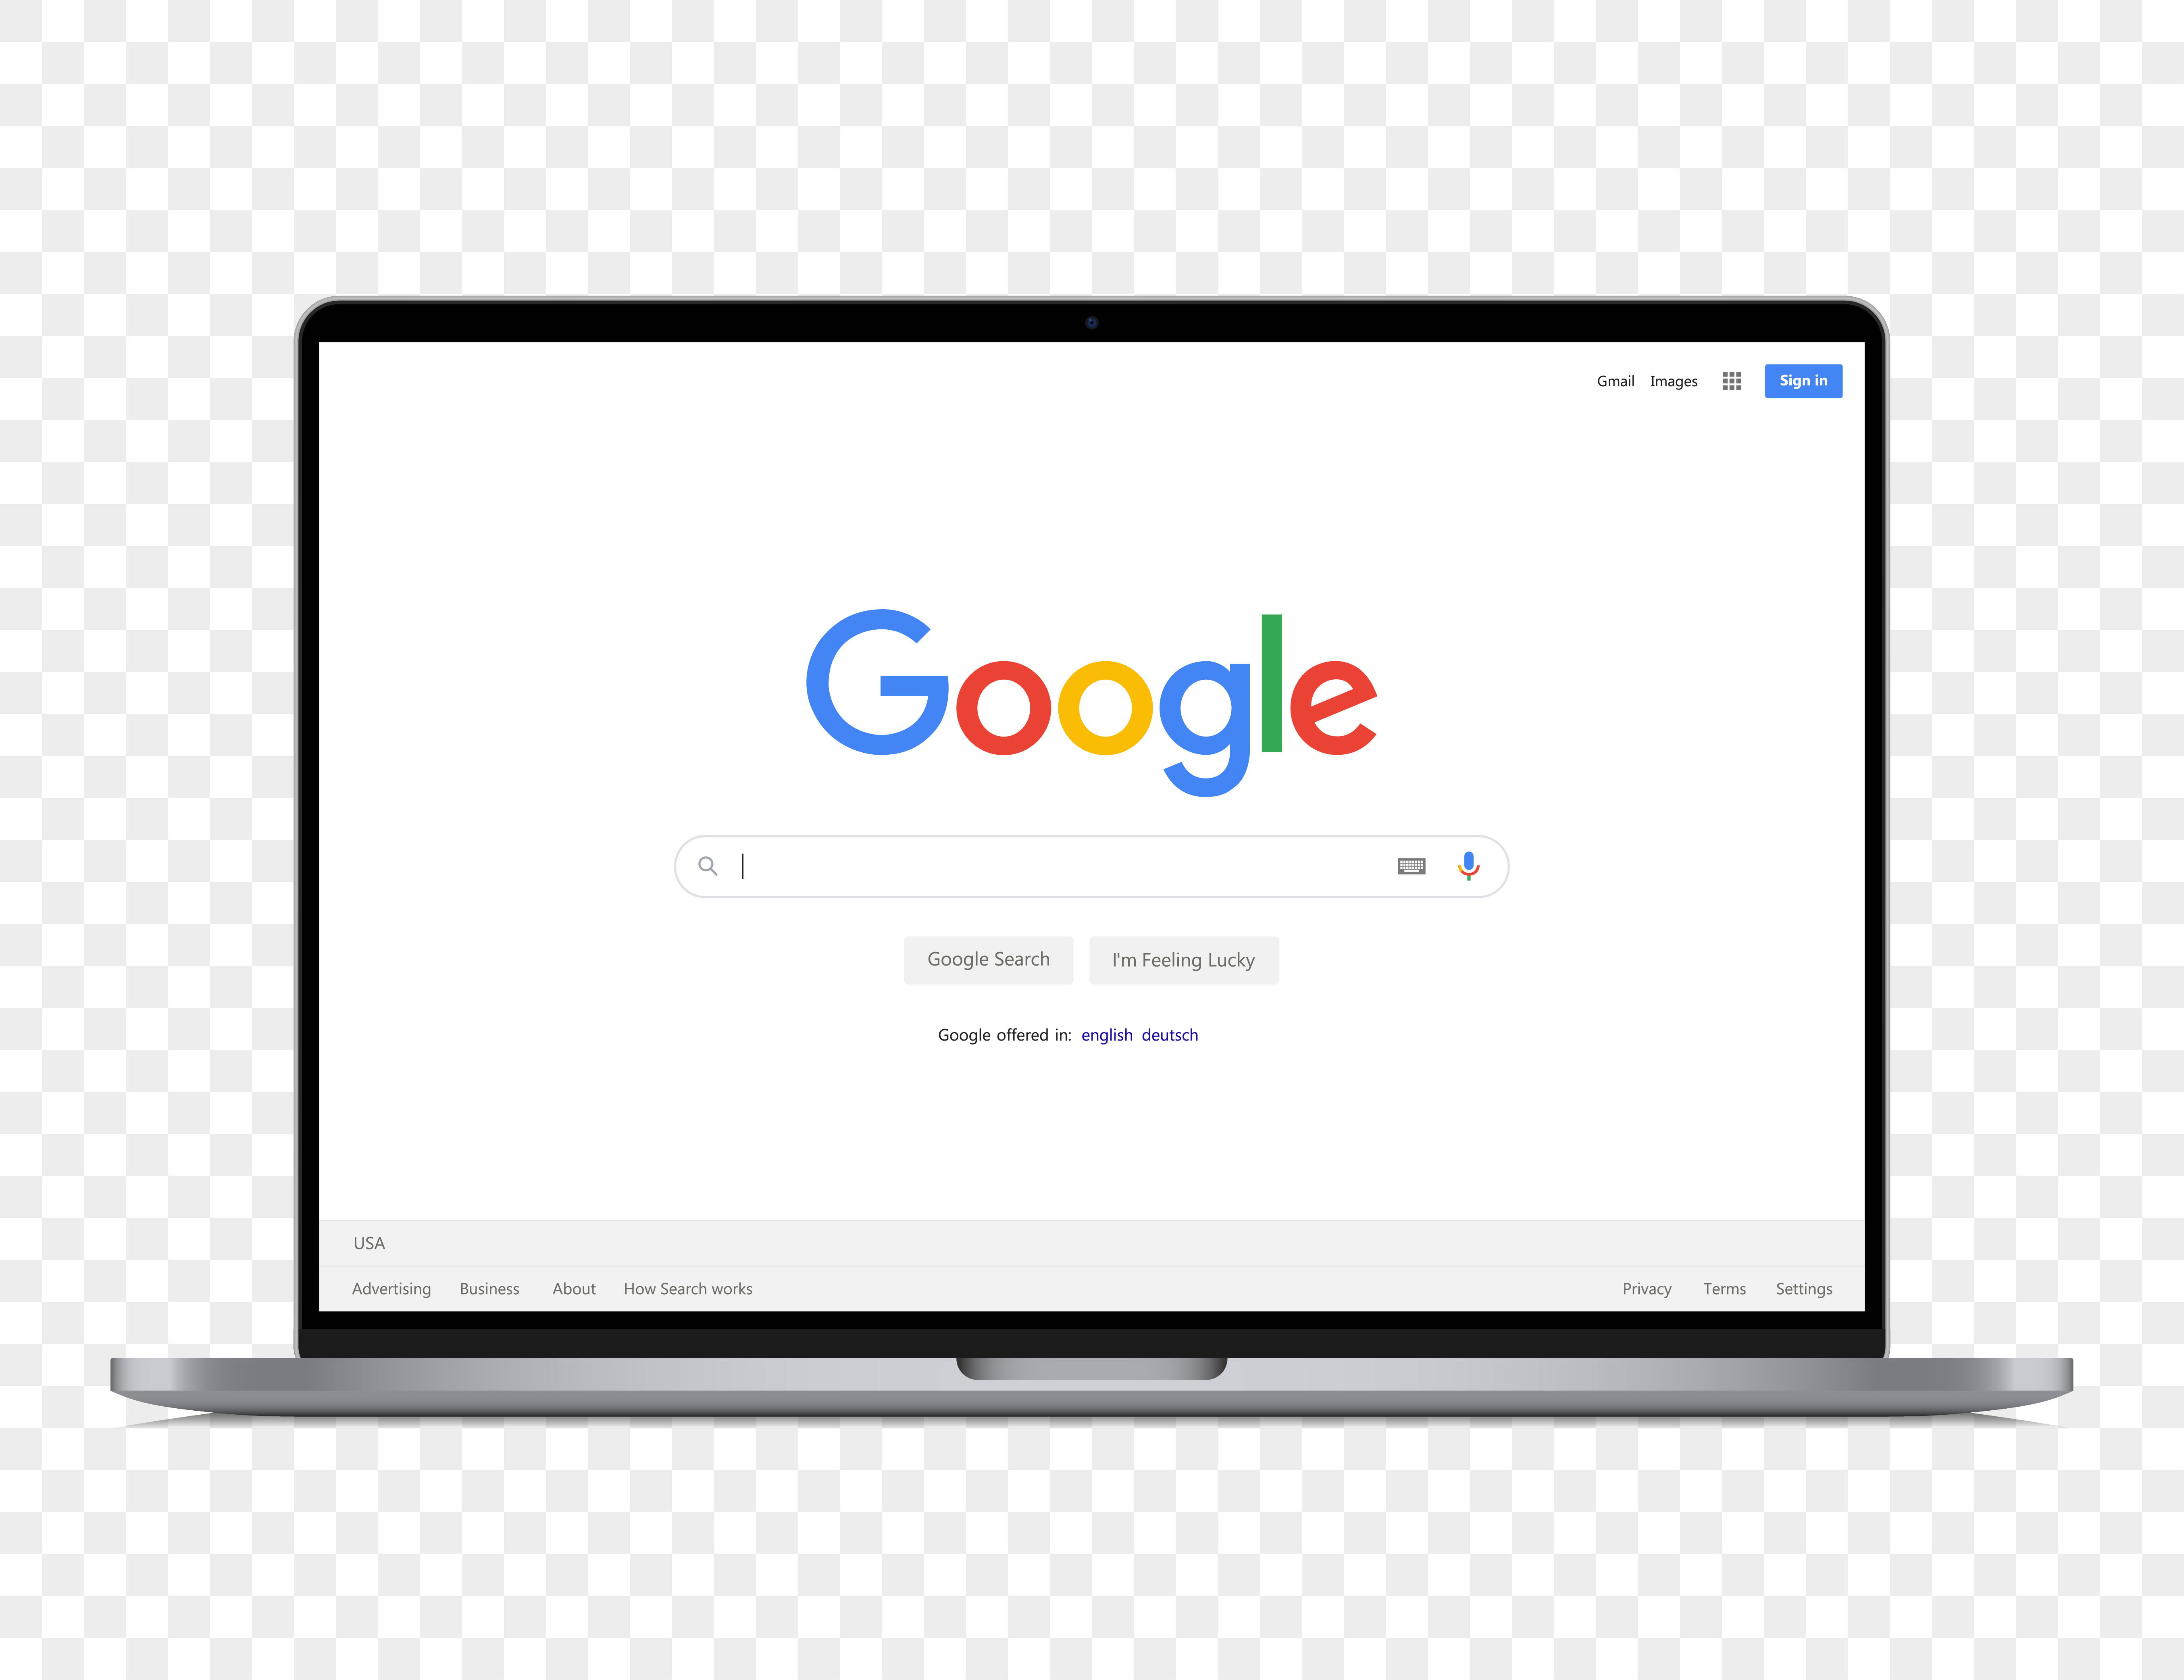 Gmail Images Sign in
Google
Google Search I'm Feeling Lucky
Google offered in: english deutsch
USA
Advertising Business About How Search works Privacy Terms Settings